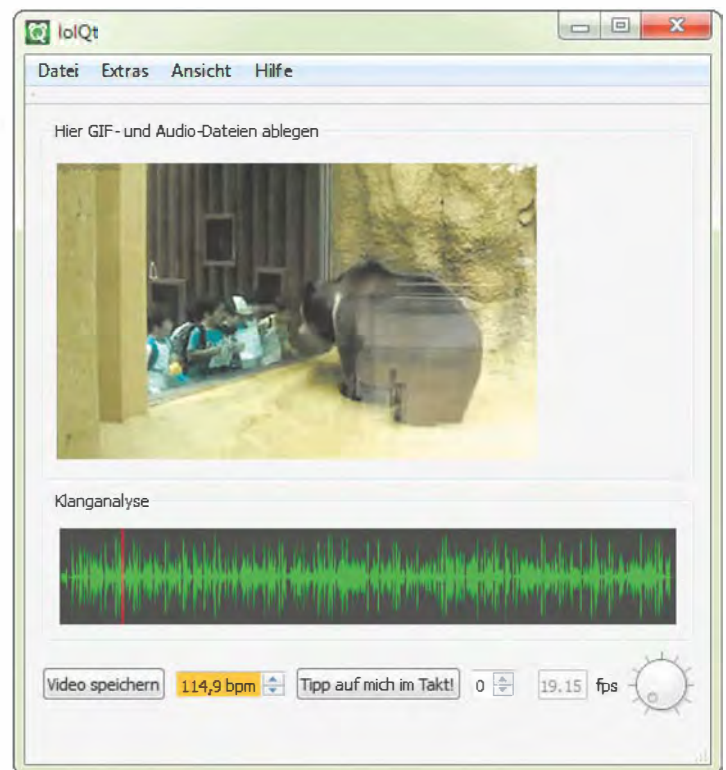 lolQt
Datei Extras Ansicht Hilfe
Hier GIF- und Audio-Dateien ablegen
Klanganalyse
Video speichern 114,9 bpm Tipp auf mich im Takt! 0 19.15 fps